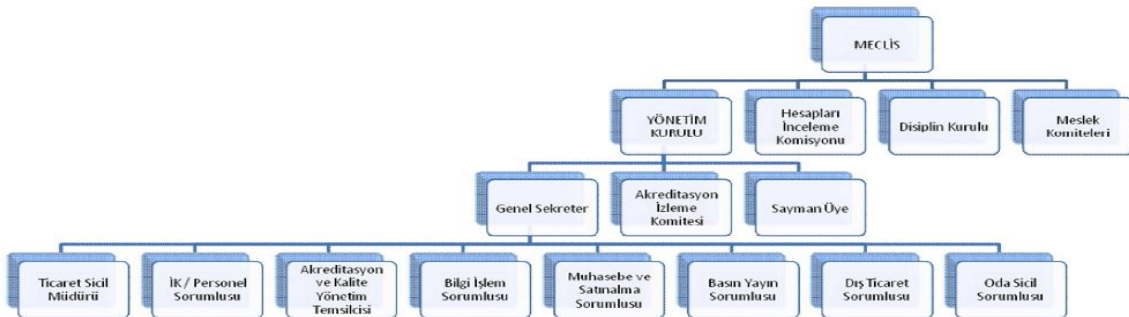 MECLİS
YÖNETİM
KURULU
Hesapları
İnceleme
Komisyonu
Disiplin Kurulu
Meslek
Komiteleri
Genel Sekreter
Akreditasyon
İzleme
Komitesi
Sayman Üye
Ticaret Sicil
Müdürü
İK / Personel
Sorumlusu
Akreditasyon
ve Kalite
Yönetim
Temsilcisi
Bilgi İşlem
Sorumlusu
Muhasebe ve
Satınalma
Sorumlusu
Basın Yayın
Sorumlusu
Dış Ticaret
Sorumlusu
Oda Sicil
Sorumlusu